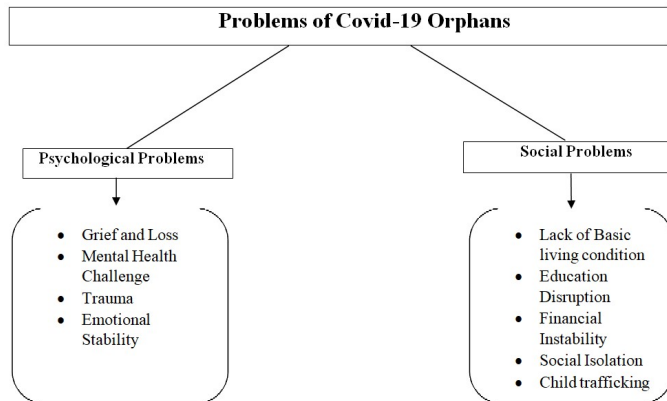 Problems of Covid-19 Orphans
Psychological Problems
• Grief and Loss
• Mental Health
Challenge
• Trauma
• Emotional
Stability
Social Problems
• Lack of Basic
living condition
• Education
Disruption
• Financial
Instability
• Social Isolation
• Child trafficking